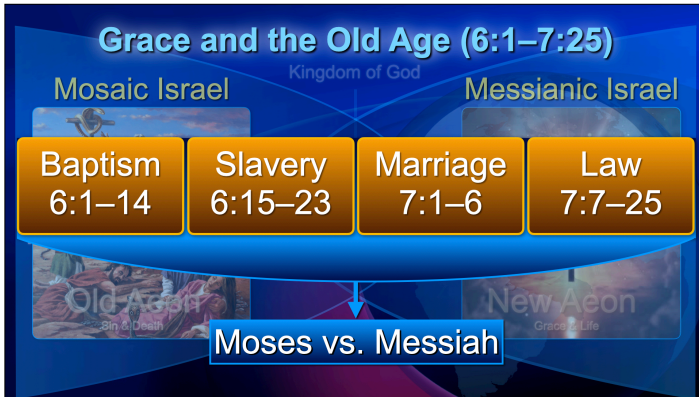 Grace and the Old Age (6:1–7:25)
Kingdom of God
Mosaic Israel
Messianic Israel
Baptism
6:1–14
Slavery
6:15–23
Marriage
7:1–6
Law
7:7–25
Old Aeon
Sin & Death
New Aeon
Grace & Life
Moses vs. Messiah